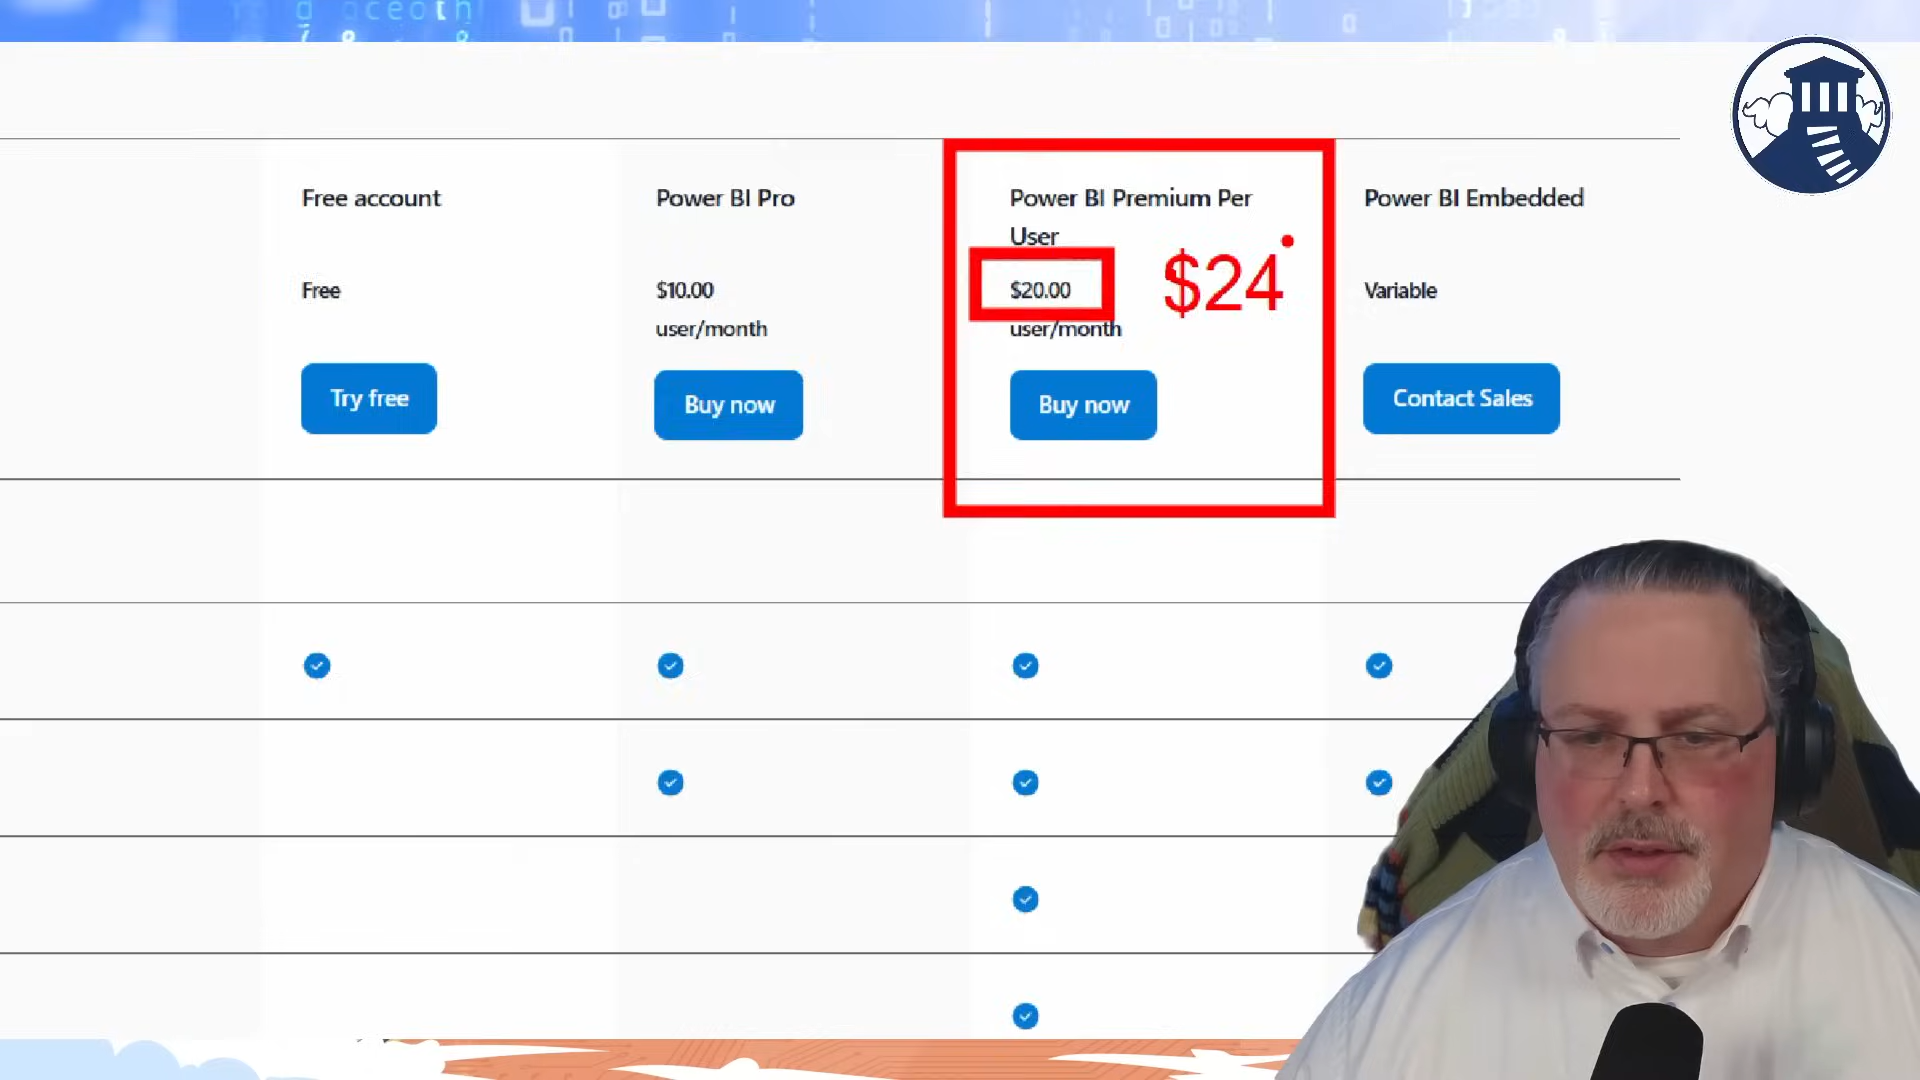 Free account
Power BI Pro
Power BI Premium Per
User
Power BI Embedded
Free
$10.00
user/month
$20.00
user/month
$24
Variable
Try free
Buy now
Buy now
Contact Sales